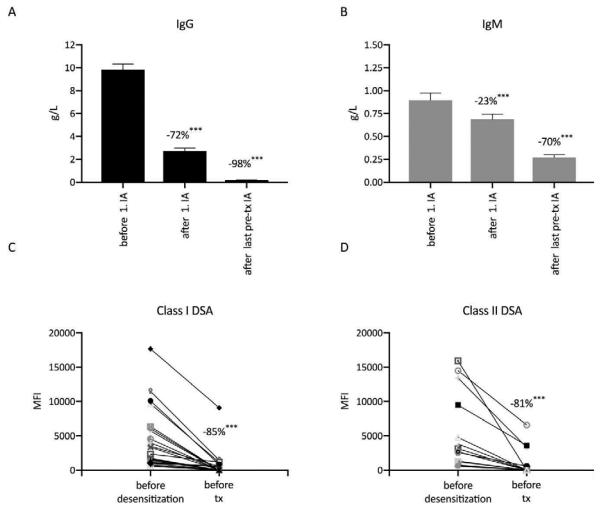 A
IgG
12
10
8
6
4
2
0
g/L
-72%***
-98%***
before 1. IA
after 1. IA
after last pre-tx IA
B
IgM
1.50
1.25
1.00
0.75
0.50
0.25
0.00
g/L
-23%***
-70%***
before 1. IA
after 1. IA
after last pre-tx IA
C
Class I DSA
20000
15000
10000
5000
0
MFI
-85%***
before
desensitization
before
tx
D
Class II DSA
20000
15000
10000
5000
0
MFI
-81%***
before
desensitization
before
tx